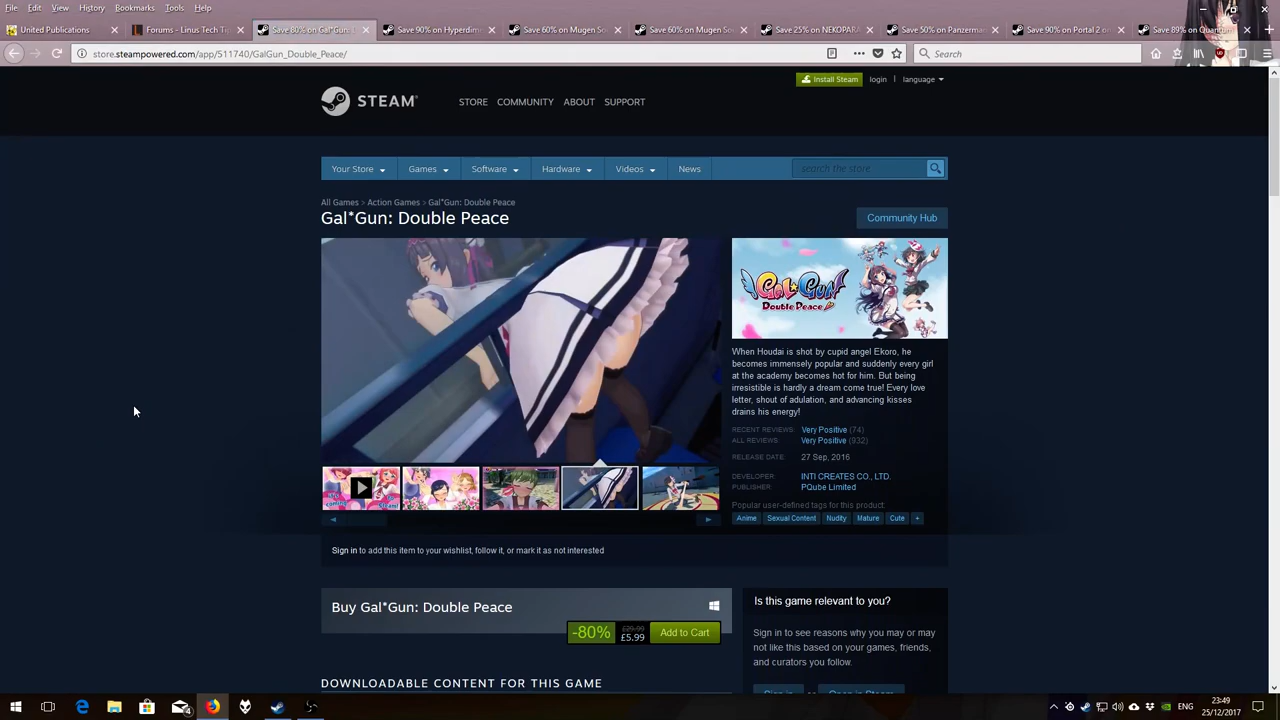 File Edit View History Bookmarks Tools Help
United Publications
Forums - Linus Tech Tip
Save 80% on Gal*Gun: D
Save 90% on Hyperdim
Save 60% on Mugen So
Save 60% on Mugen So
Save 25% on NEKOPARA
Save 50% on Panzerma
Save 90% on Portal 2 o
Save 89% on Quantum
store.steampowered.com/app/511740/GalGun_Double_Peace/
Search
Install Steam login language
STEAM
STORE COMMUNITY ABOUT SUPPORT
Your Store Games Software Hardware Videos News search the store
All Games > Action Games > Gal*Gun: Double Peace
Gal*Gun: Double Peace
Community Hub
Gal*Gun
Double Peace
When Houdai is shot by cupid angel Ekoro, he
becomes immensely popular and suddenly every girl
at the academy becomes hot for him. But being
irresistible is hardly a dream come true! Every love
letter, shout of adulation, and advancing kisses
drains his energy!
RECENT REVIEWS: Very Positive (74)
ALL REVIEWS: Very Positive (932)
RELEASE DATE: 27 Sep, 2016
DEVELOPER: INTI CREATES CO., LTD.
PUBLISHER: PQube Limited
Popular user-defined tags for this product:
Anime Sexual Content Nudity Mature Cute +
Sign in to add this item to your wishlist, follow it, or mark it as not interested
Buy Gal*Gun: Double Peace
-80% £29.99 £5.99 Add to Cart
Is this game relevant to you?
Sign in to see reasons why you may or may
not like this based on your games, friends,
and curators you follow.
Sign in or Open in Steam
DOWNLOADABLE CONTENT FOR THIS GAME
ENG
23:49
25/12/2017